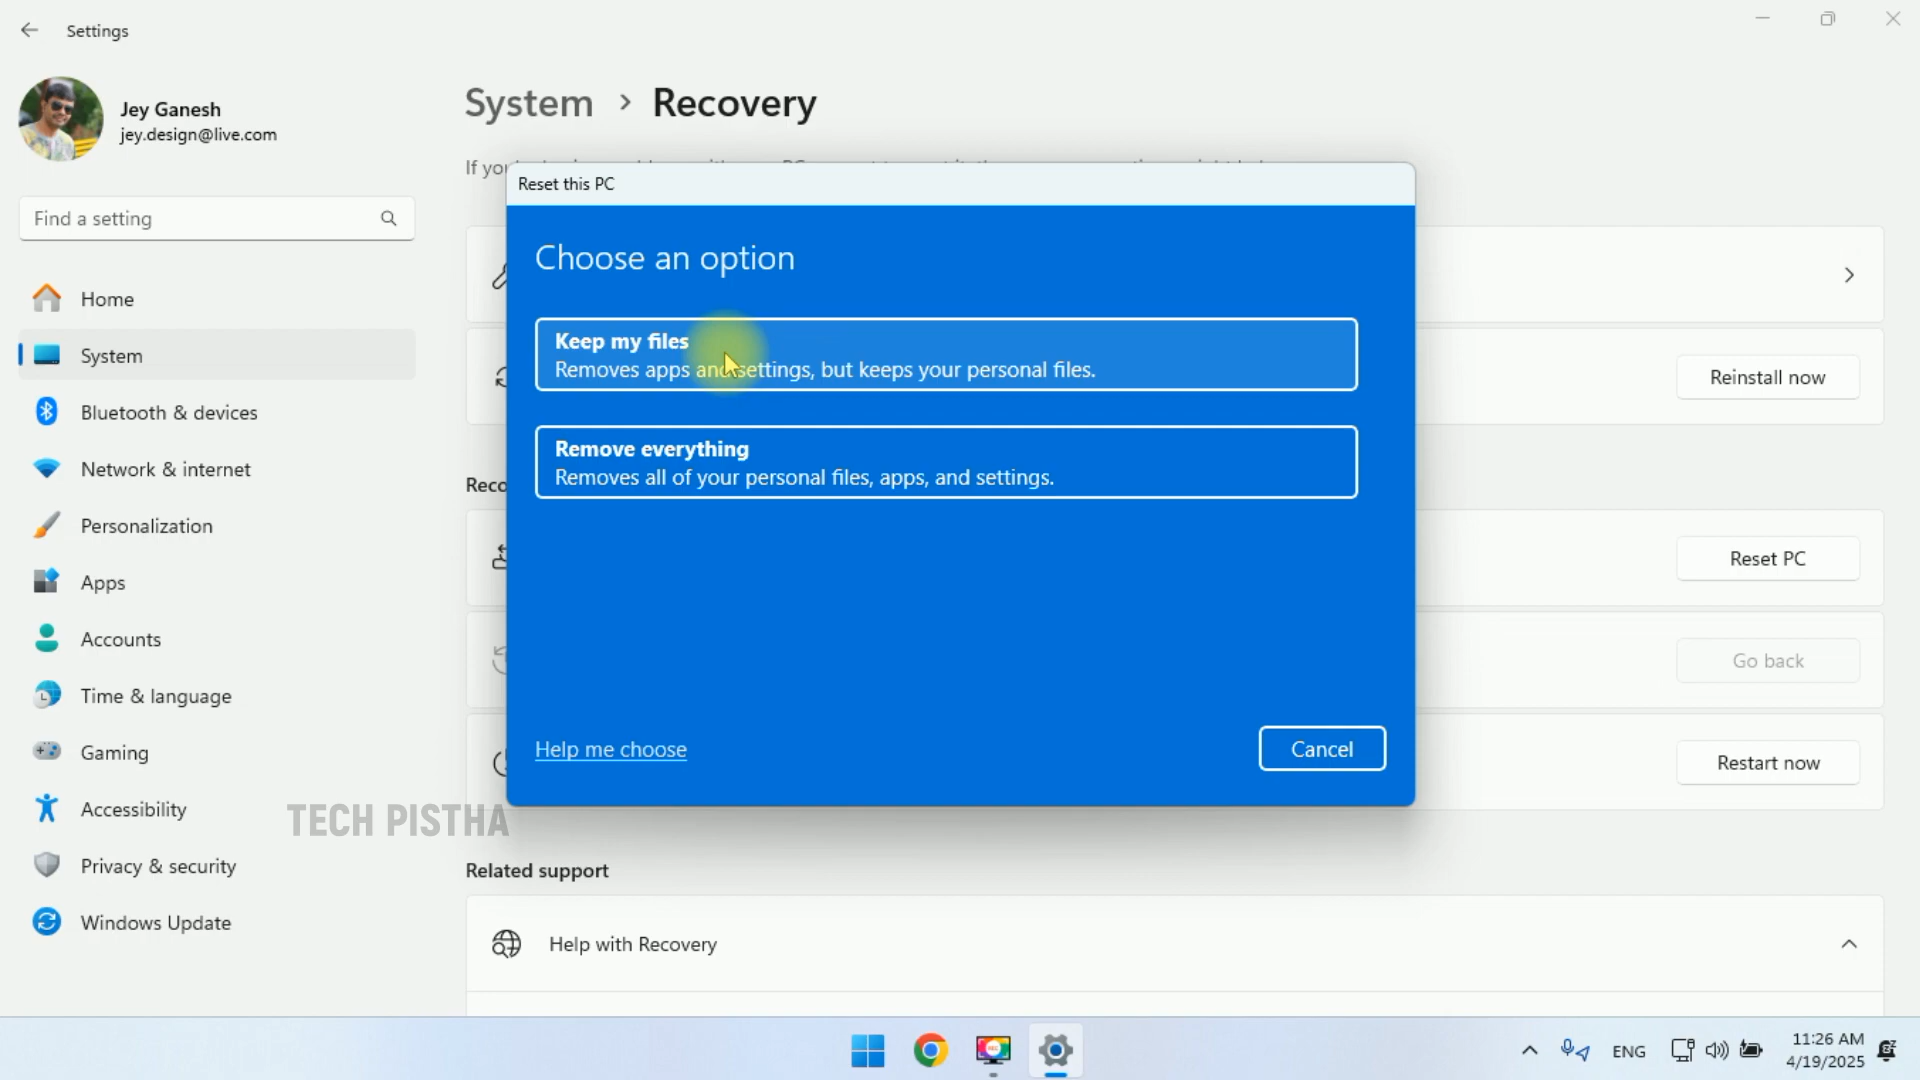 Settings
Jey Ganesh
jey.design@live.com
Find a setting
Home
System
Bluetooth & devices
Network & internet
Personalization
Apps
Accounts
Time & language
Gaming
Accessibility
Privacy & security
Windows Update
System > Recovery
If you
Reset this PC
Choose an option
Keep my files
Removes apps and settings, but keeps your personal files.
Remove everything
Removes all of your personal files, apps, and settings.
Help me choose
Cancel
Reinstall now
Reco
Reset PC
Go back
Restart now
TECH PISTHA
Related support
Help with Recovery
ENG
11:26 AM
4/19/2025